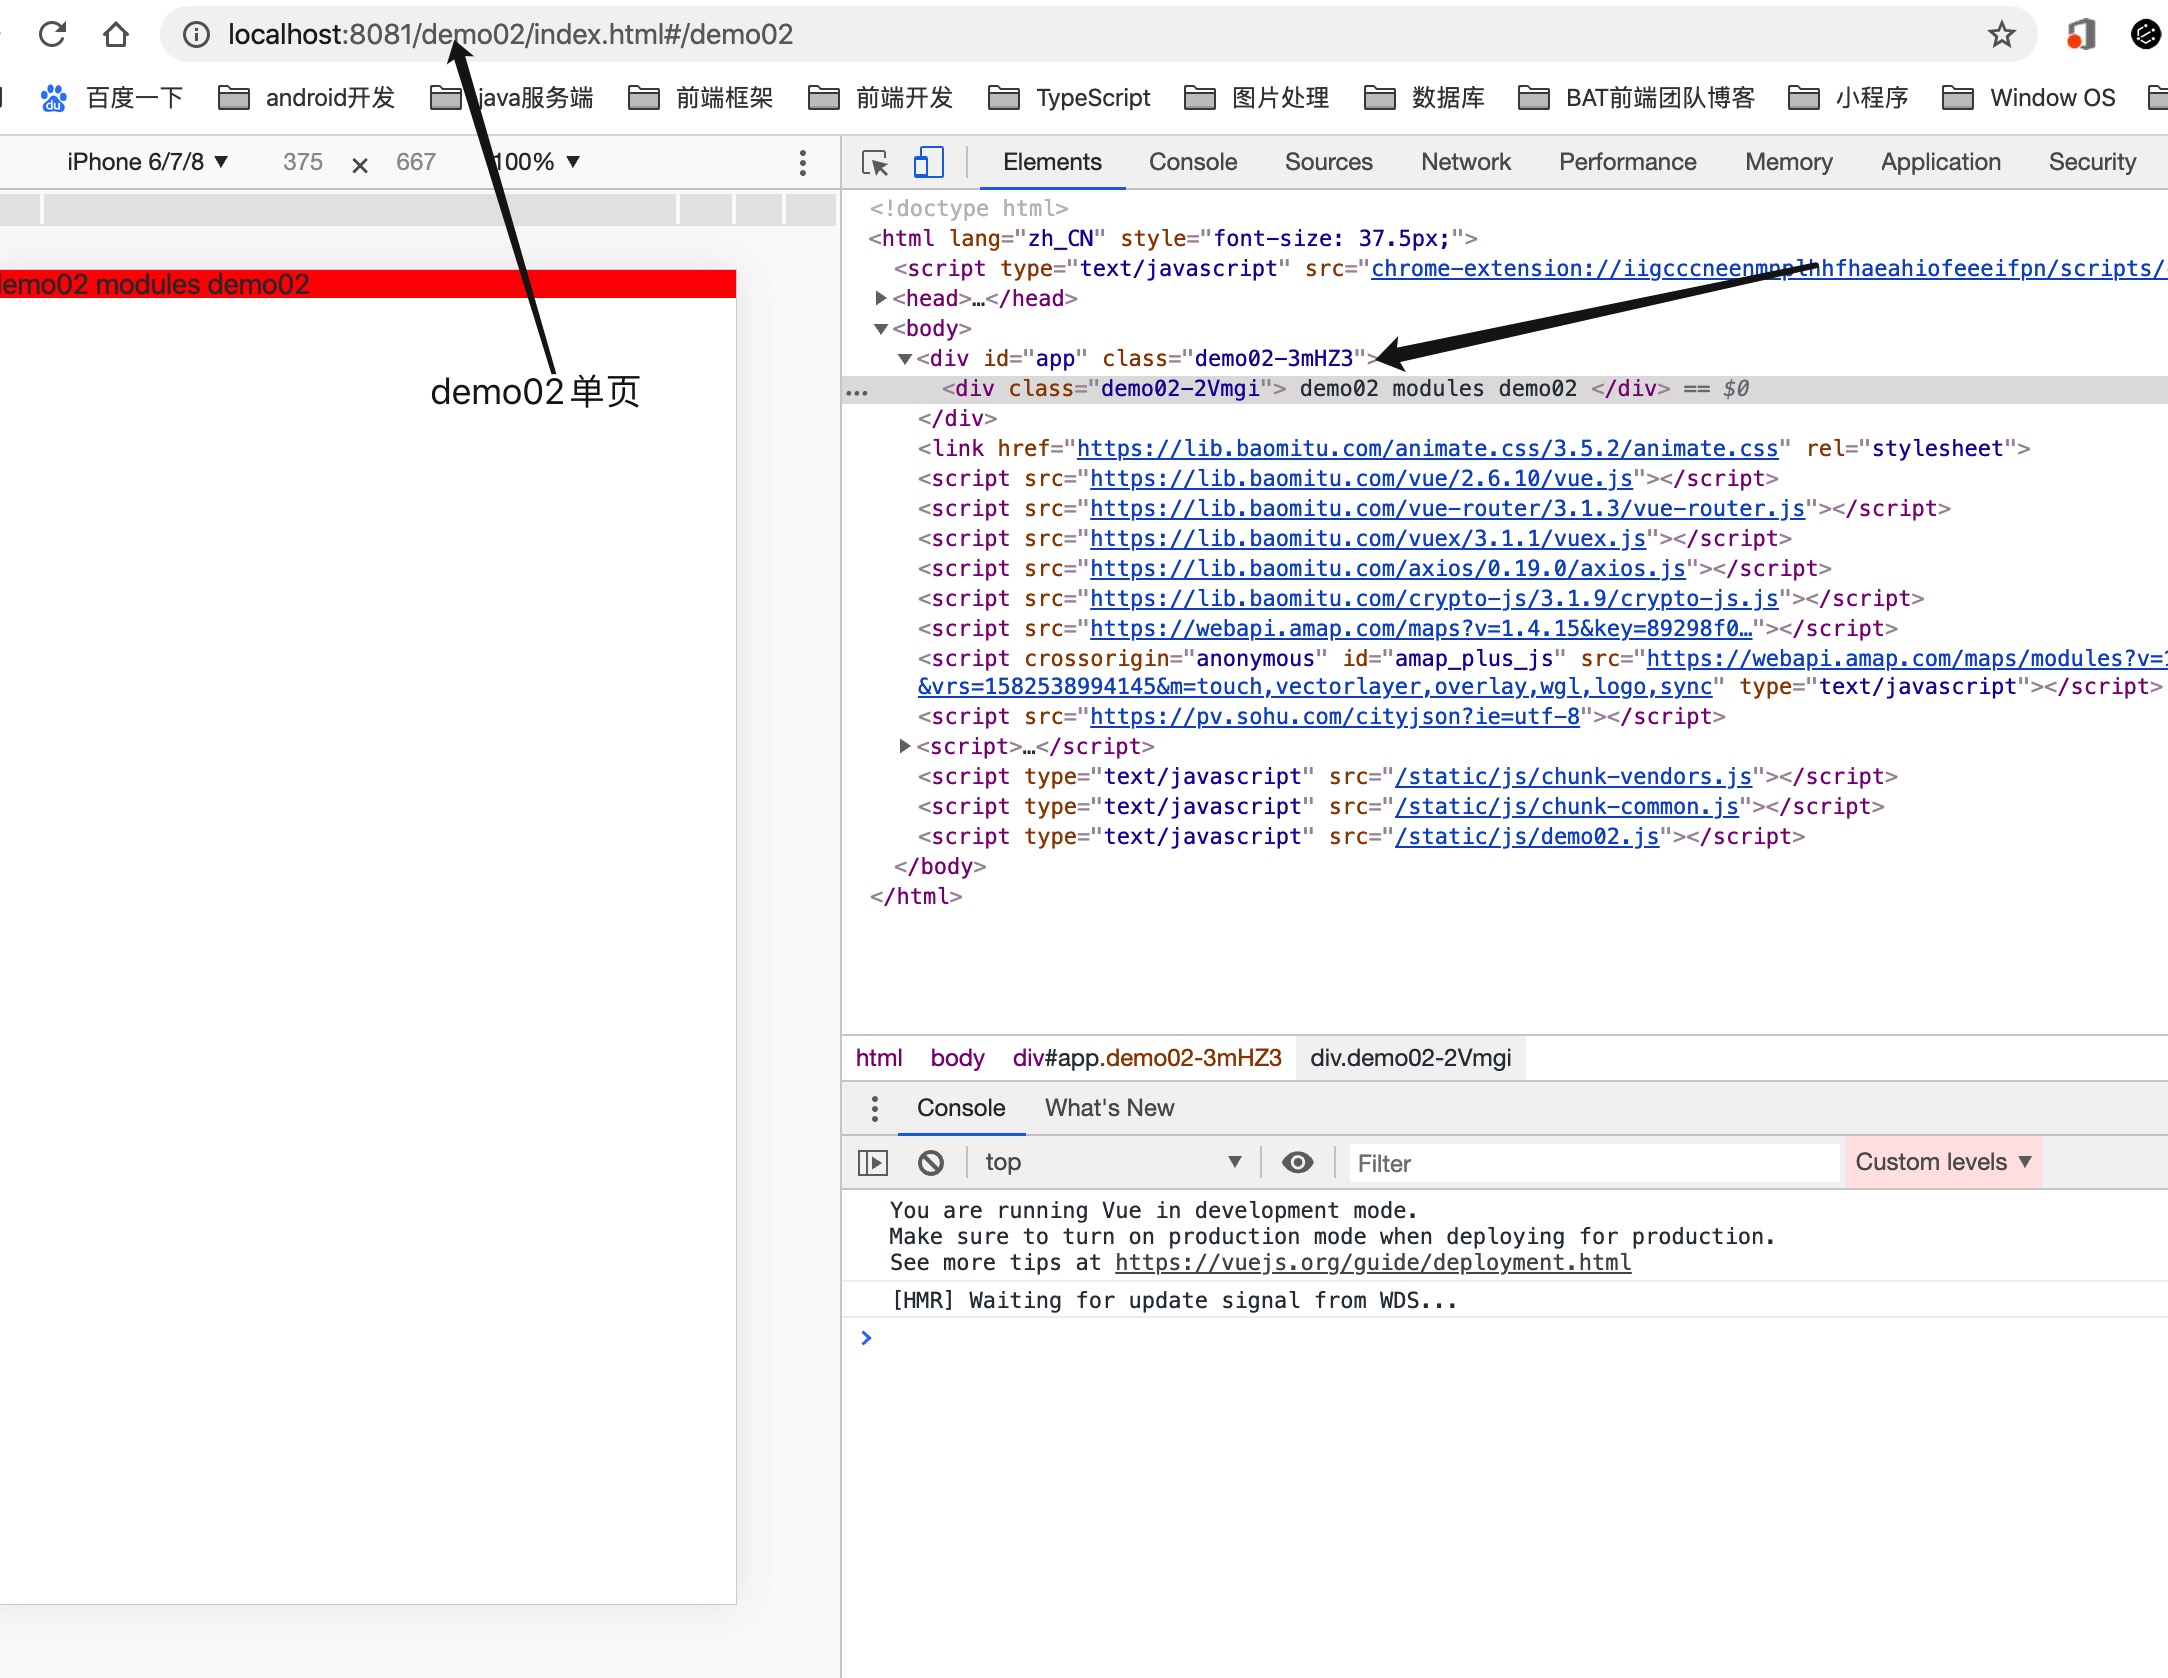 localhost:8081/demo02/index.html#/demo02
百度一下 android开发 java服务端 前端框架 前端开发 TypeScript 图片处理 数据库 BAT前端团队博客 小程序 Window OS
iPhone 6/7/8 ▼ 375 × 667 100% ▼
demo02 modules demo02
demo02单页
Elements Console Sources Network Performance Memory Application Security
<!doctype html>
<html lang="zh_CN" style="font-size: 37.5px;">
<script type="text/javascript" src="chrome-extension://iigcccneenmnplhhfhaeahiofeeeifpn/scripts/
▶<head>…</head>
▼<body>
▼<div id="app" class="demo02-3mHZ3">
… <div class="demo02-2Vmgi"> demo02 modules demo02 </div> == $0
</div>
<link href="https://lib.baomitu.com/animate.css/3.5.2/animate.css" rel="stylesheet">
<script src="https://lib.baomitu.com/vue/2.6.10/vue.js"></script>
<script src="https://lib.baomitu.com/vue-router/3.1.3/vue-router.js"></script>
<script src="https://lib.baomitu.com/vuex/3.1.1/vuex.js"></script>
<script src="https://lib.baomitu.com/axios/0.19.0/axios.js"></script>
<script src="https://lib.baomitu.com/crypto-js/3.1.9/crypto-js.js"></script>
<script src="https://webapi.amap.com/maps?v=1.4.15&key=89298f0…"></script>
<script crossorigin="anonymous" id="amap_plus_js" src="https://webapi.amap.com/maps/modules?v=1
&vrs=1582538994145&m=touch,vectorlayer,overlay,wgl,logo,sync" type="text/javascript"></script>
<script src="https://pv.sohu.com/cityjson?ie=utf-8"></script>
▶<script>…</script>
<script type="text/javascript" src="/static/js/chunk-vendors.js"></script>
<script type="text/javascript" src="/static/js/chunk-common.js"></script>
<script type="text/javascript" src="/static/js/demo02.js"></script>
</body>
</html>
html body div#app.demo02-3mHZ3 div.demo02-2Vmgi
Console What's New
top ▼ Filter Custom levels ▼
You are running Vue in development mode.
Make sure to turn on production mode when deploying for production.
See more tips at https://vuejs.org/guide/deployment.html
[HMR] Waiting for update signal from WDS...
>